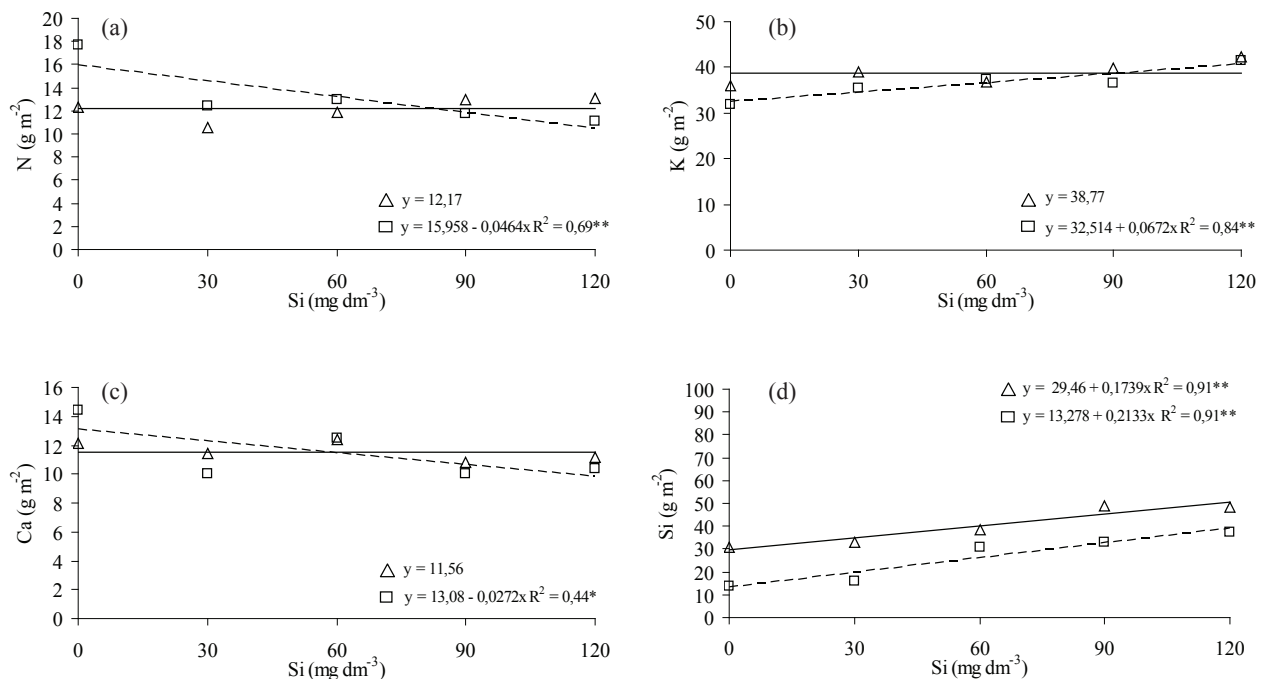 (a)
20
18
16
14
12
10
8
6
4
2
0
N (g m⁻²)
△ y = 12,17
□ y = 15,958 - 0,0464x R² = 0,69**
0 30 60 90 120
Si (mg dm⁻³)
(b)
50
40
30
20
10
0
K (g m⁻²)
△ y = 38,77
□ y = 32,514 + 0,0672x R² = 0,84**
0 30 60 90 120
Si (mg dm⁻³)
(c)
16
14
12
10
8
6
4
2
0
Ca (g m⁻²)
△ y = 11,56
□ y = 13,08 - 0,0272x R² = 0,44*
0 30 60 90 120
Si (mg dm⁻³)
(d)
100
90
80
70
60
50
40
30
20
10
0
Si (g m⁻²)
△ y = 29,46 + 0,1739x R² = 0,91**
□ y = 13,278 + 0,2133x R² = 0,91**
0 30 60 90 120
Si (mg dm⁻³)